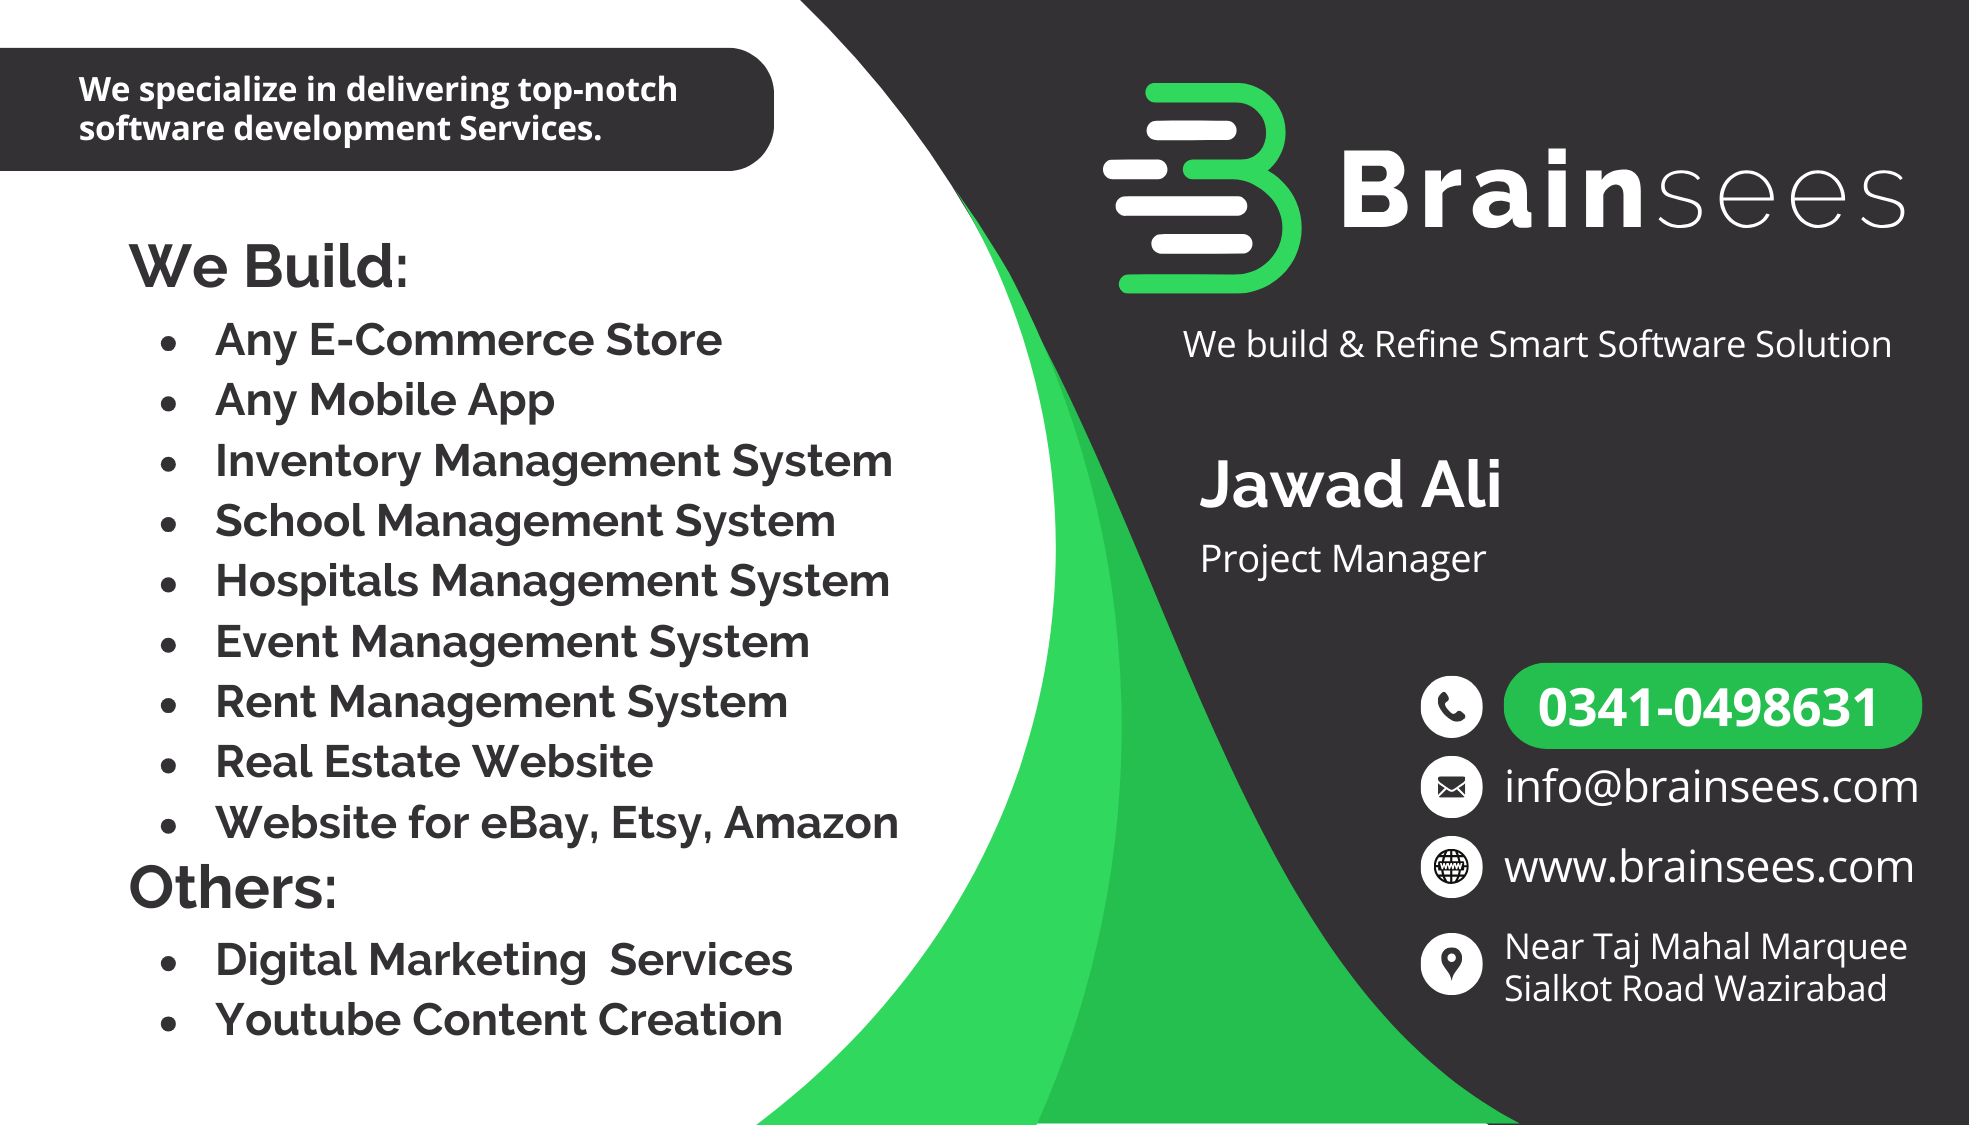 We specialize in delivering top-notch
software development Services.
We Build:
• Any E-Commerce Store
• Any Mobile App
• Inventory Management System
• School Management System
• Hospitals Management System
• Event Management System
• Rent Management System
• Real Estate Website
• Website for eBay, Etsy, Amazon
Others:
• Digital Marketing  Services
• Youtube Content Creation
Brainsees
We build & Refine Smart Software Solution
Jawad Ali
Project Manager
0341-0498631
info@brainsees.com
www
www.brainsees.com
Near Taj Mahal Marquee
Sialkot Road Wazirabad